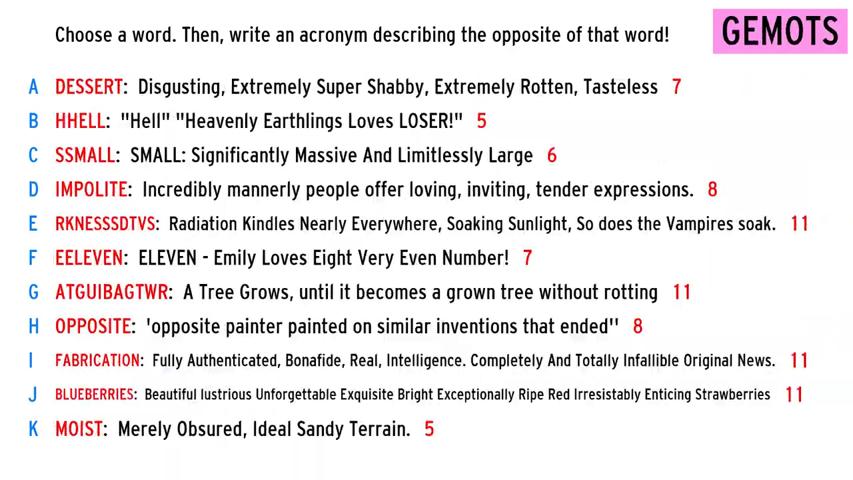 Choose a word. Then, write an acronym describing the opposite of that word!
GEMOTS
A DESSERT: Disgusting, Extremely Super Shabby, Extremely Rotten, Tasteless 7
B HHELL: "Hell" "Heavenly Earthlings Loves LOSER!" 5
C SSMALL: SMALL: Significantly Massive And Limitlessly Large 6
D IMPOLITE: Incredibly mannerly people offer loving, inviting, tender expressions. 8
E RKNESSSDTVS: Radiation Kindles Nearly Everywhere, Soaking Sunlight, So does the Vampires soak. 11
F EELEVEN: ELEVEN - Emily Loves Eight Very Even Number! 7
G ATGUIBAGTWR: A Tree Grows, until it becomes a grown tree without rotting 11
H OPPOSITE: 'opposite painter painted on similar inventions that ended'' 8
I FABRICATION: Fully Authenticated, Bonafide, Real, Intelligence. Completely And Totally Infallible Original News. 11
J BLUEBERRIES: Beautiful lustrious Unforgettable Exquisite Bright Exceptionally Ripe Red Irresistably Enticing Strawberries 11
K MOIST: Merely Obsured, Ideal Sandy Terrain. 5